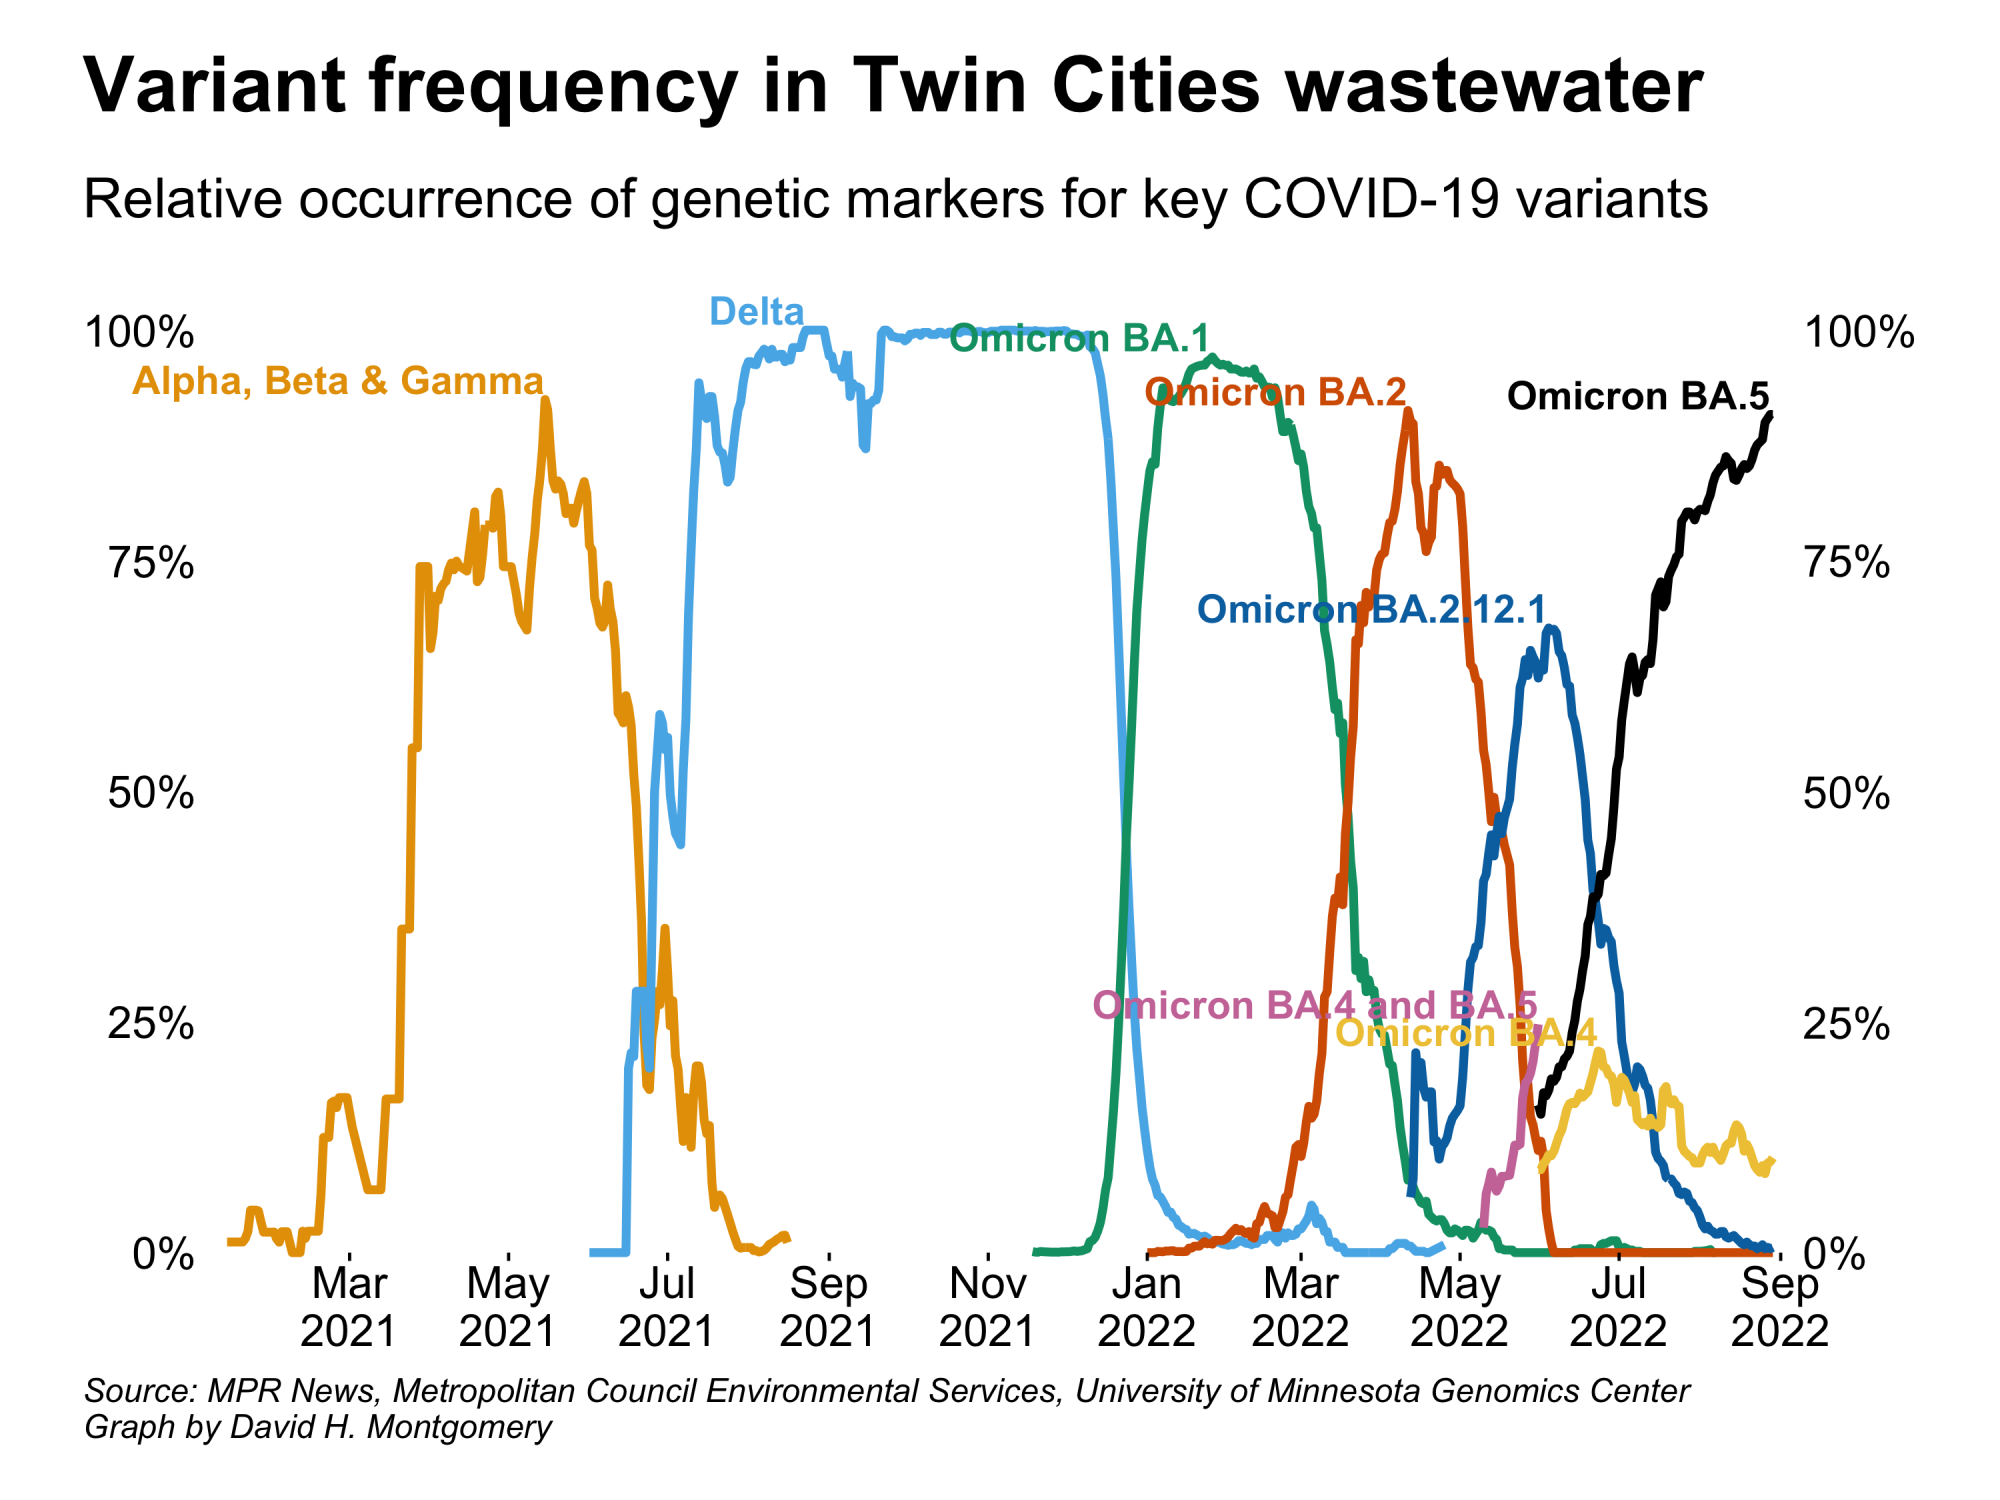 Variant frequency in Twin Cities wastewater
Relative occurrence of genetic markers for key COVID-19 variants
Delta
100%
Omicron BA.1
100%
Alpha, Beta & Gamma
Omicron BA.2
Omicron BA.5
75%
75%
Omicron BA.2.12.1
50%
50%
Omicron BA.4 and BA.5
25%
Omicron BA.4
25%
0%
0%
Mar May Jul Sep Nov Jan Mar May Jul Sep
2021 2021 2021 2021 2021 2022 2022 2022 2022 2022
Source: MPR News, Metropolitan Council Environmental Services, University of Minnesota Genomics Center
Graph by David H. Montgomery